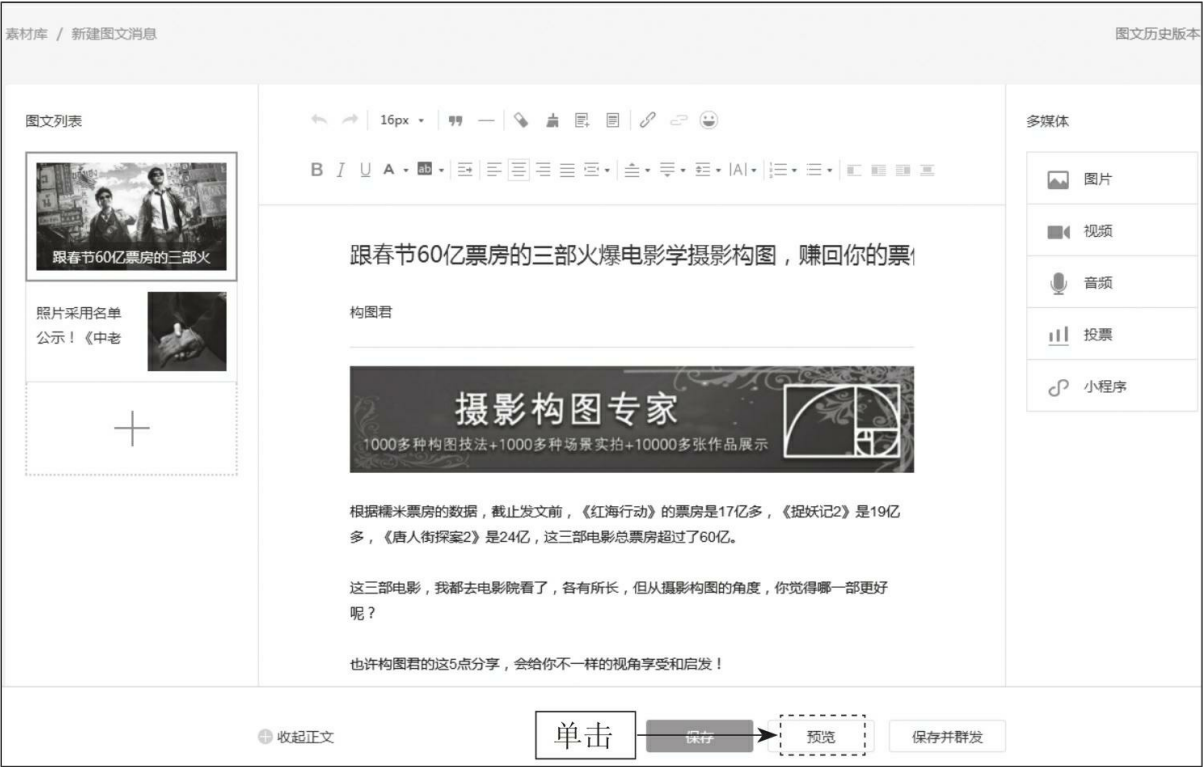 素材库 / 新建图文消息
图文历史版本
图文列表
跟春节60亿票房的三部火
照片采用名单
公示！《中老
16px
B I U A ab
|A|
跟春节60亿票房的三部火爆电影学摄影构图，赚回你的票
构图君
摄影构图专家
1000多种构图技法+1000多种场景实拍+10000多张作品展示
根据糯米票房的数据，截止发文前，《红海行动》的票房是17亿多，《捉妖记2》是19亿
多，《唐人街探案2》是24亿，这三部电影总票房超过了60亿。
这三部电影，我都去电影院看了，各有所长，但从摄影构图的角度，你觉得哪一部更好
呢？
也许构图君的这5点分享，会给你不一样的视角享受和启发！
多媒体
图片
视频
音频
投票
小程序
收起正文
单击
保存
预览
保存并群发